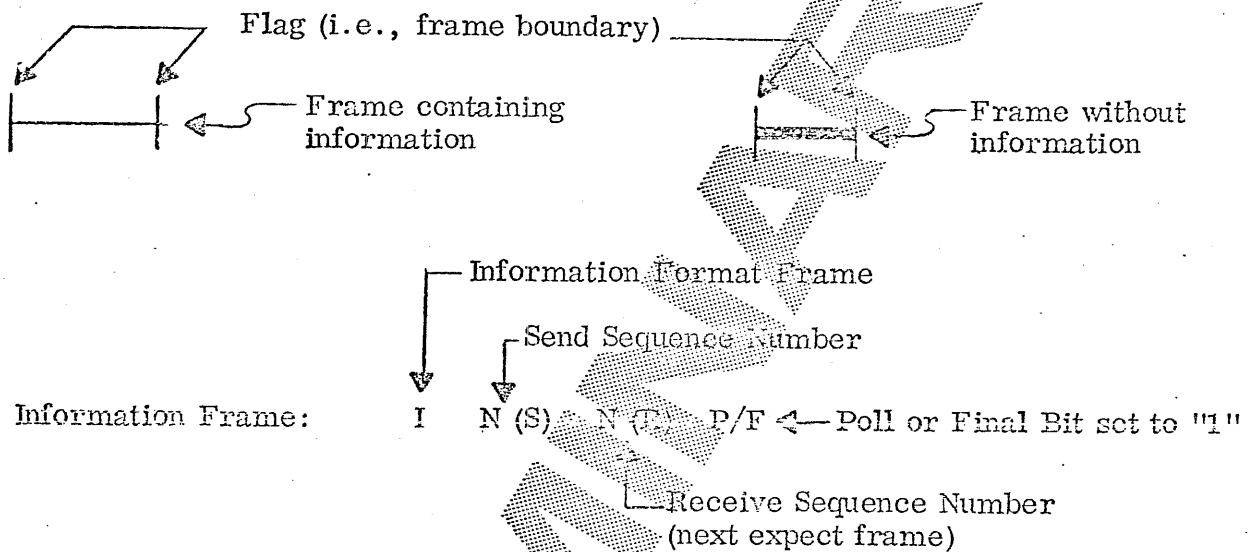 Flag (i.e., frame boundary)
Frame containing
information
Frame without
information
Information Format Frame
Send Sequence Number
Information Frame: I N (S) N (R) P/F Poll or Final Bit set to "1"
Receive Sequence Number
(next expect frame)